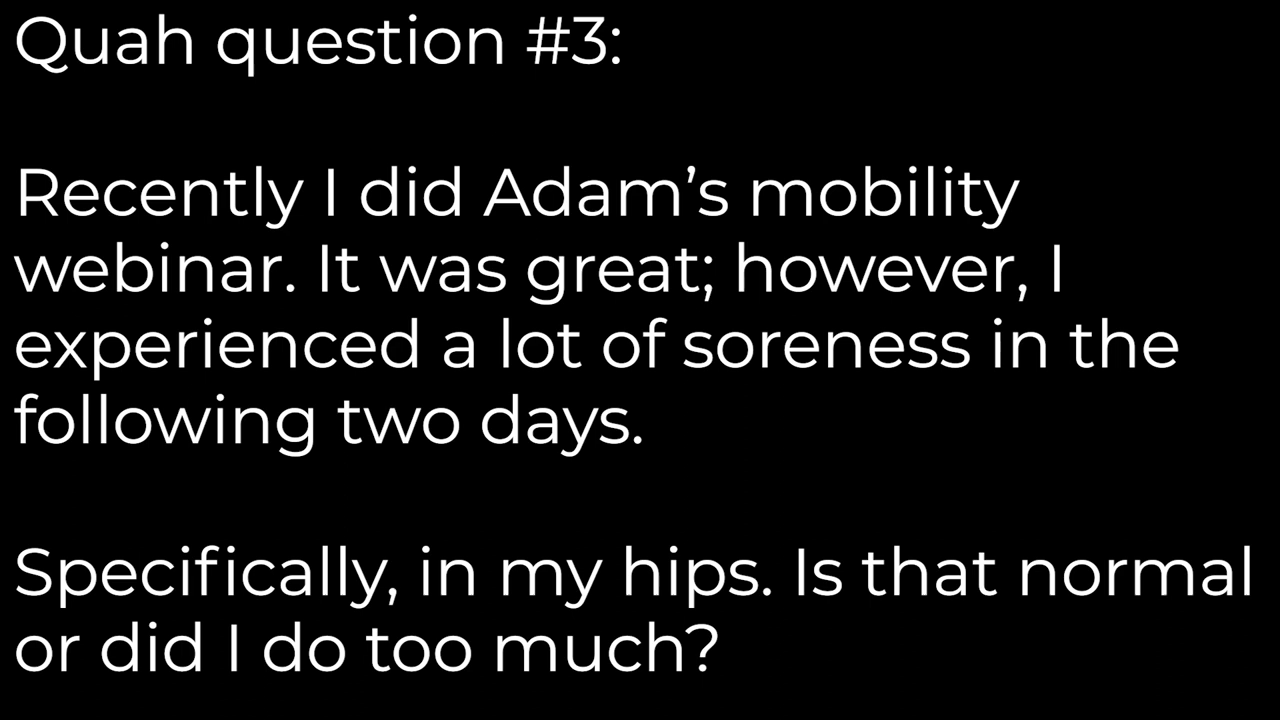 Quah question #3:
Recently I did Adam’s mobility
webinar. It was great; however, I
experienced a lot of soreness in the
following two days.
Specifically, in my hips. Is that normal
or did I do too much?